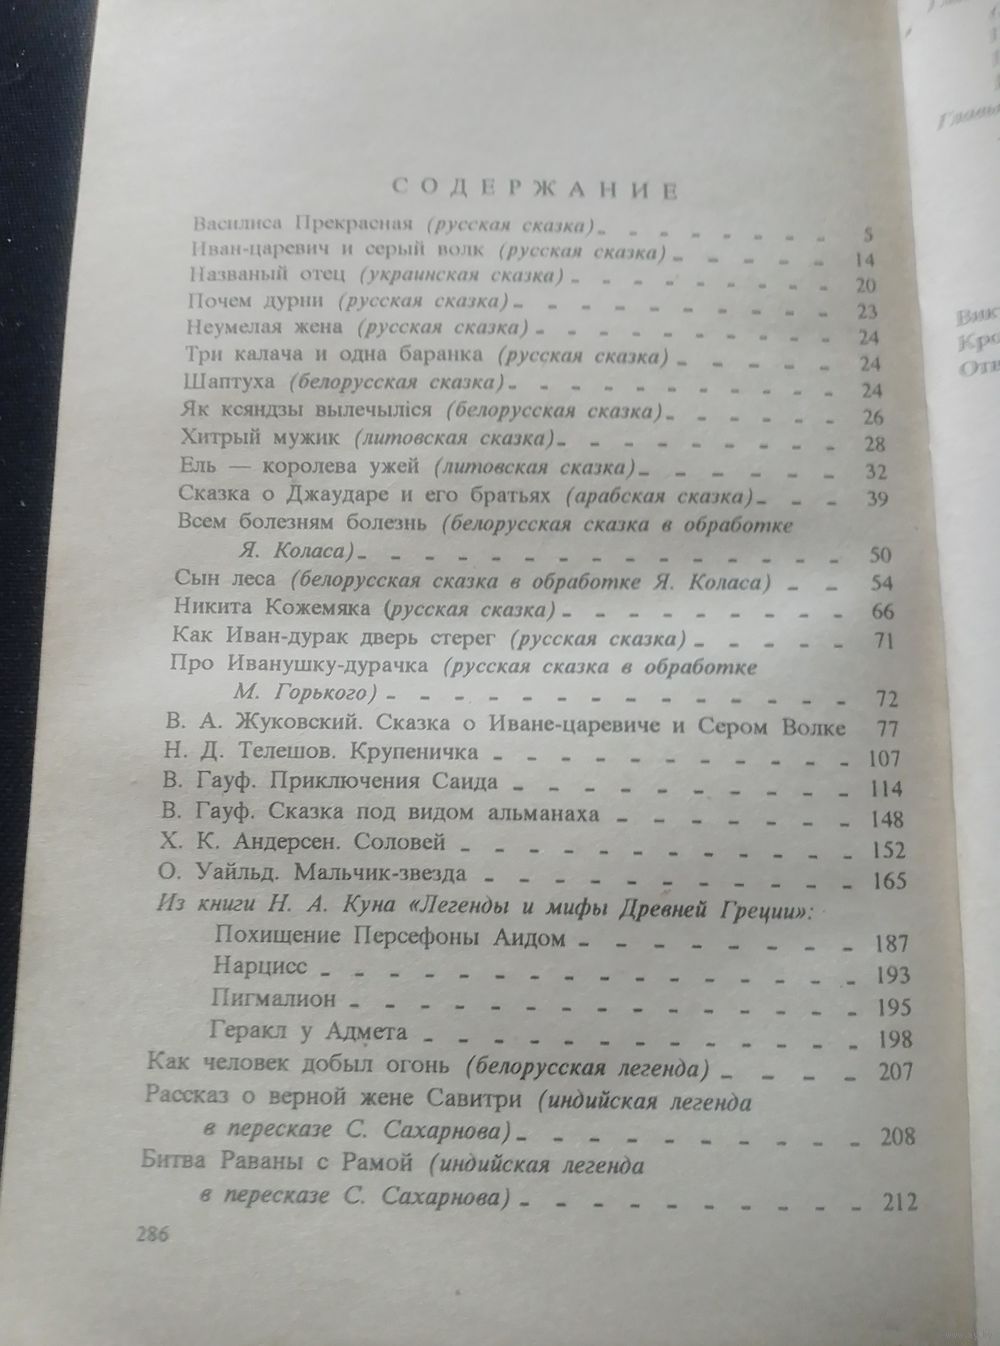 СОДЕРЖАНИЕ
Василиса Прекрасная (русская сказка) 5
Иван-царевич и серый волк (русская сказка) 14
Названый отец (украинская сказка) 20
Почем дурни (русская сказка) 23
Неумелая жена (русская сказка) 24
Три калача и одна баранка (русская сказка) 24
Шаптуха (белорусская сказка) 24
Як ксяндзы вылечыліся (белорусская сказка) 26
Хитрый мужик (литовская сказка) 28
Ель — королева ужей (литовская сказка) 32
Сказка о Джаударе и его братьях (арабская сказка) 39
Всем болезням болезнь (белорусская сказка в обработке
Я. Коласа) 50
Сын леса (белорусская сказка в обработке Я. Коласа) 54
Никита Кожемяка (русская сказка) 66
Как Иван-дурак дверь стерег (русская сказка) 71
Про Иванушку-дурачка (русская сказка в обработке
М. Горького) 72
В. А. Жуковский. Сказка о Иване-царевиче и Сером Волке 77
Н. Д. Телешов. Крупеничка 107
В. Гауф. Приключения Саида 114
В. Гауф. Сказка под видом альманаха 148
Х. К. Андерсен. Соловей 152
О. Уайльд. Мальчик-звезда 165
Из книги Н. А. Куна «Легенды и мифы Древней Греции»:
Похищение Персефоны Аидом 187
Нарцисс 193
Пигмалион 195
Геракл у Адмета 198
Как человек добыл огонь (белорусская легенда) 207
Рассказ о верной жене Савитри (индийская легенда
в пересказе С. Сахарнова) 208
Битва Раваны с Рамой (индийская легенда
в пересказе С. Сахарнова) 212
286